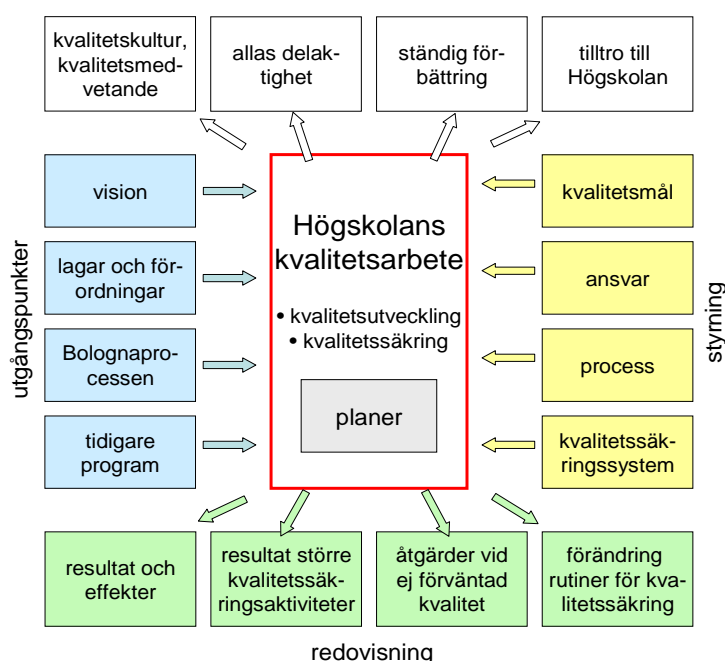 kvalitetskultur,
kvalitetsmed-
vetande
allas delak-
tighet
ständig för-
bättring
tilltro till
Högskolan
utgångspunkter
vision
lagar och för-
ordningar
Bolognapro-
cessen
tidigare
program
Högskolans
kvalitetsarbete
• kvalitetsutveckling
• kvalitetssäkring
planer
kvalitetsmål
ansvar
process
kvalitetssäk-
ringssystem
styrning
resultat och
effekter
resultat större
kvalitetssäk-
ringsaktiviteter
åtgärder vid
ej förväntad
kvalitet
förändring
rutiner för kva-
litetssäkring
redovisning